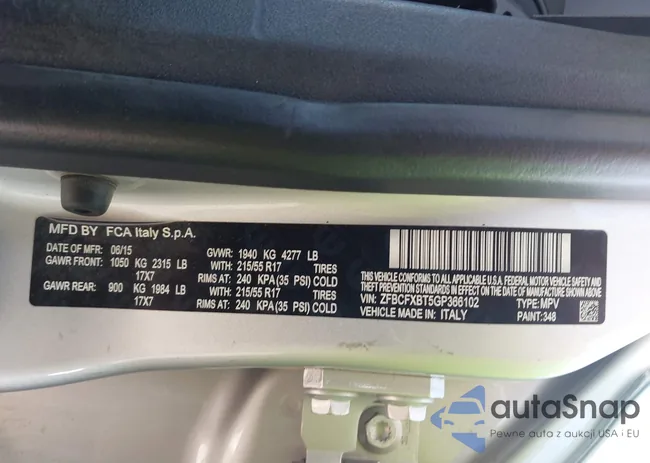 MFD BY FCA Italy S.p.A.
DATE OF MFR 06/15 GVWR: 1940 KG 4277 LB
GAWR FRONT: 1050 KG 2315 LB WITH 215/55 R17 TIRES
17X7 RIMS AT: 240 KPA (35 PSI) COLD
GAWR REAR: 900 KG 1984 LB WITH 215/55 R17 TIRES
17X7 RIMS AT: 240 KPA (35 PSI) COLD
THIS VEHICLE CONFORMS TO ALL APPLICABLE U.S.A. FEDERAL MOTOR VEHICLE SAFETY
STANDARDS IN EFFECT ON THE DATE OF MANUFACTURE SHOWN ABOVE.
VIN: ZFBCFXBT5GP366102 TYPE: MPV
VEHICLE MADE IN: ITALY PAINT: 348
autoSnap
Pewne auta z aukcji USA i EU